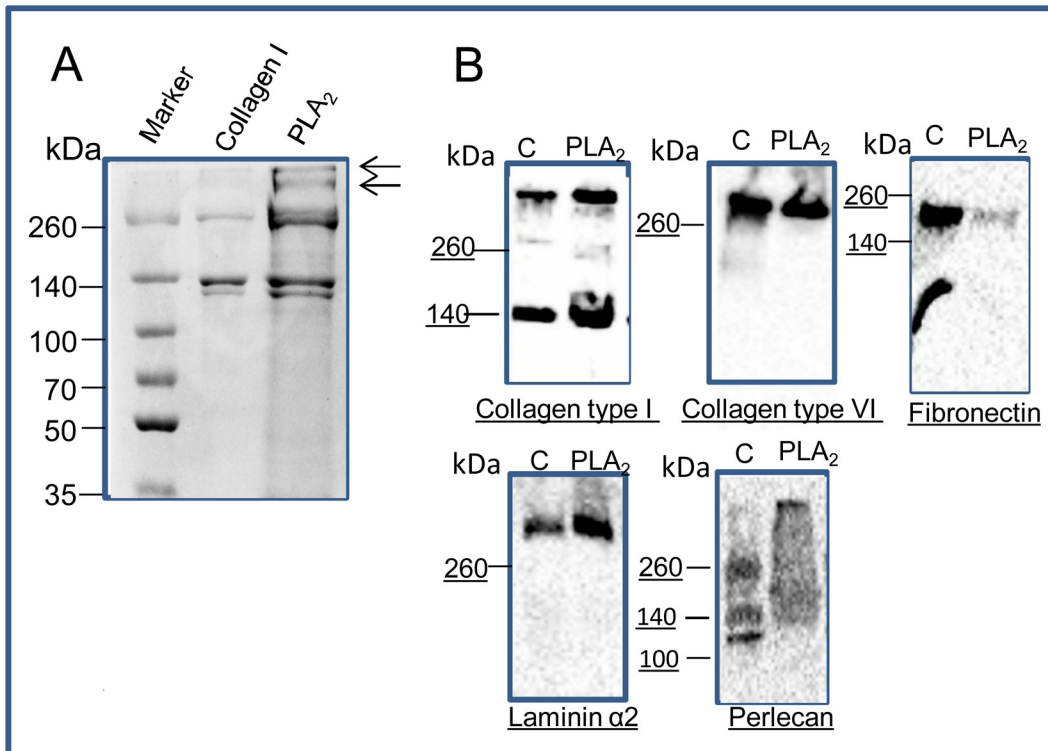 A
B
Marker
Collagen I
PLA₂
kDa
260
140
100
70
50
35
kDa
C PLA₂
260
140
Collagen type I
kDa
C PLA₂
260
Collagen type VI
kDa
C PLA₂
260
140
Fibronectin
kDa
C PLA₂
260
Laminin α2
kDa
C PLA₂
260
140
100
Perlecan